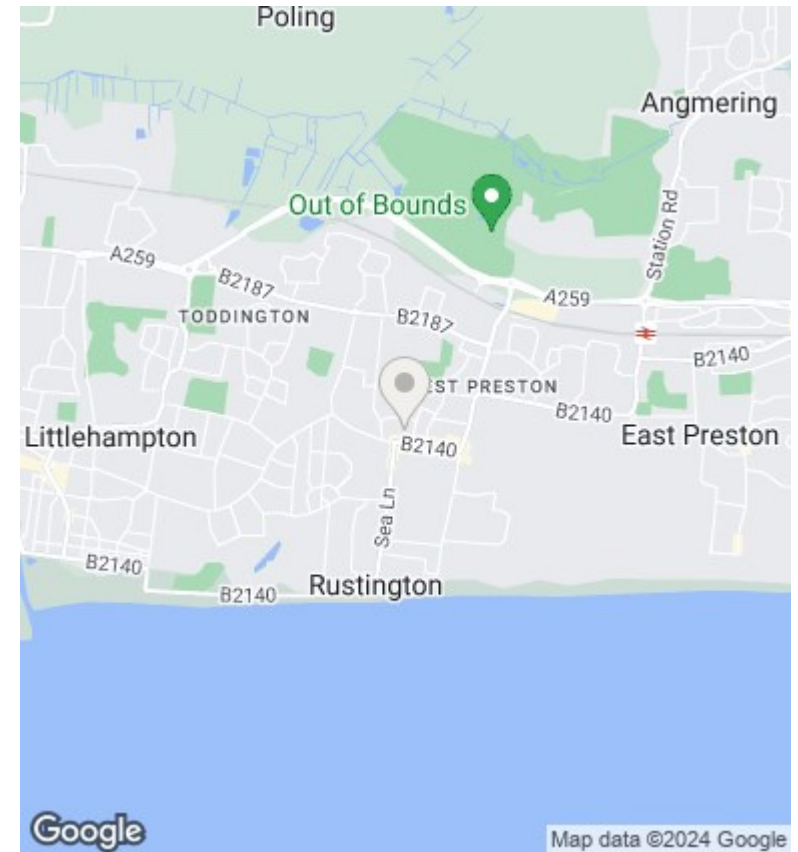 Poling
Angmering
Out of Bounds
Station Rd
A259
B2187
A259
TODDINGTON
B2187
B2140
EST PRESTON
B2140
Littlehampton
B2140
East Preston
Sea Ln
B2140
B2140
Rustington
Google
Map data ©2024 Google